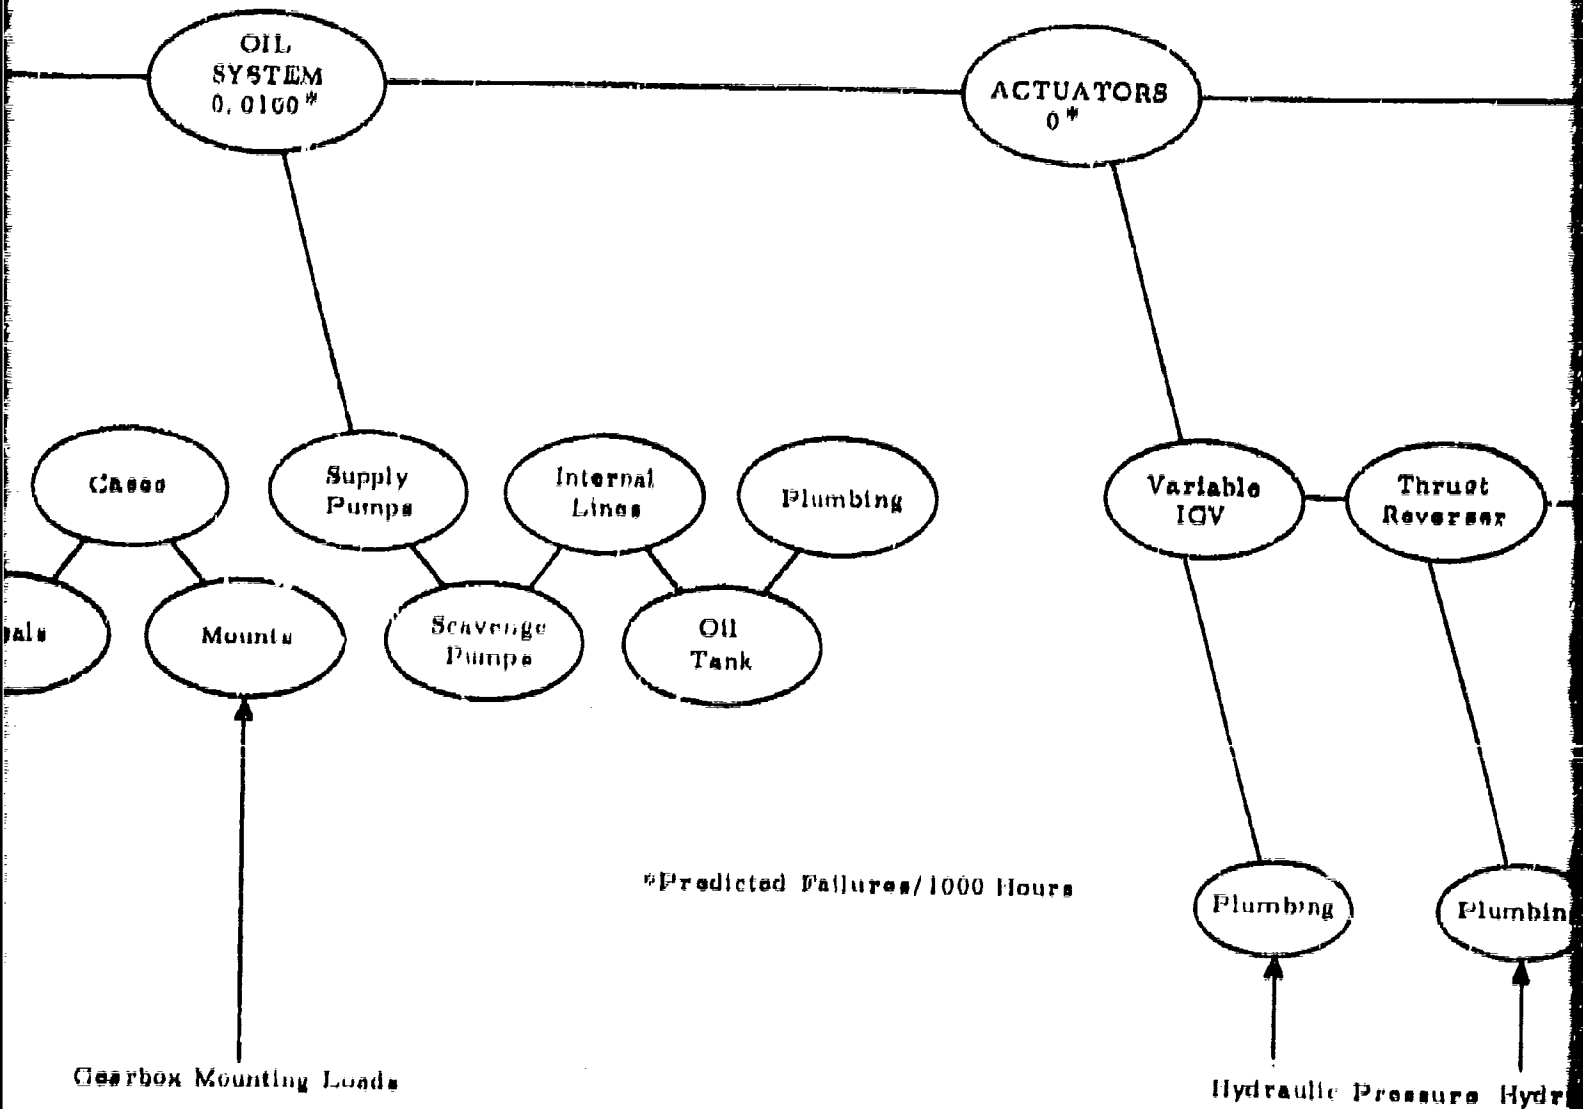 OIL
SYSTEM
0.0100*
ACTUATORS
0*
Cases
Supply
Pumps
Internal
Lines
Plumbing
Variable
IGV
Thrust
Reverser
Mounts
Scavenge
Pumps
Oil
Tank
*Predicted Failures/1000 Hours
Plumbing
Plumbin
Gearbox Mounting Loads
Hydraulic Pressure